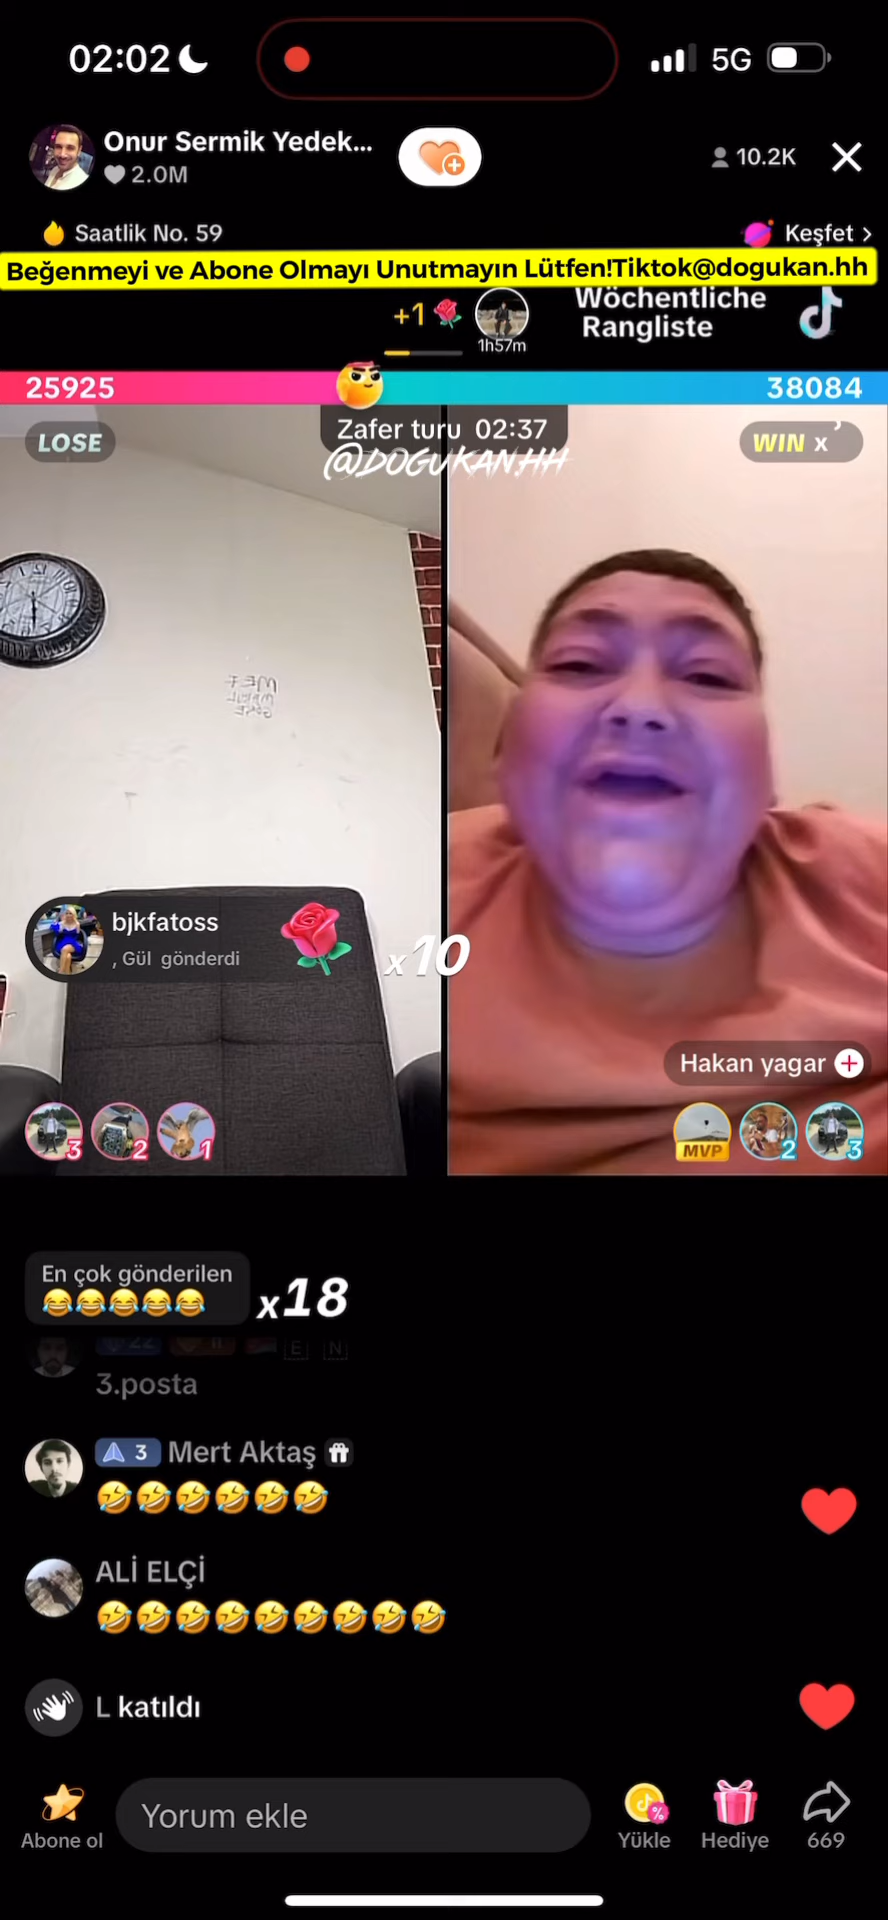 02:02
5G
Onur Sermik Yedek...
2.0M
10.2K
Saatlik No. 59
Keşfet >
Beğenmeyi ve Abone Olmayı Unutmayın Lütfen!Tiktok@dogukan.hh
+1
1h57m
Wöchentliche
Rangliste
25925
38084
LOSE
Zafer turu 02:37
WIN x
@DOGUKAN.HH
bjkfatoss
, Gül gönderdi
x10
Hakan yagar
3
2
1
MVP
2
3
En çok gönderilen
😂😂😂😂😂
x18
22
E N
3.posta
3 Mert Aktaş
🤣🤣🤣🤣🤣🤣
ALİ ELÇİ
🤣🤣🤣🤣🤣🤣🤣🤣🤣
L katıldı
Abone ol
Yorum ekle
Yükle
Hediye
669